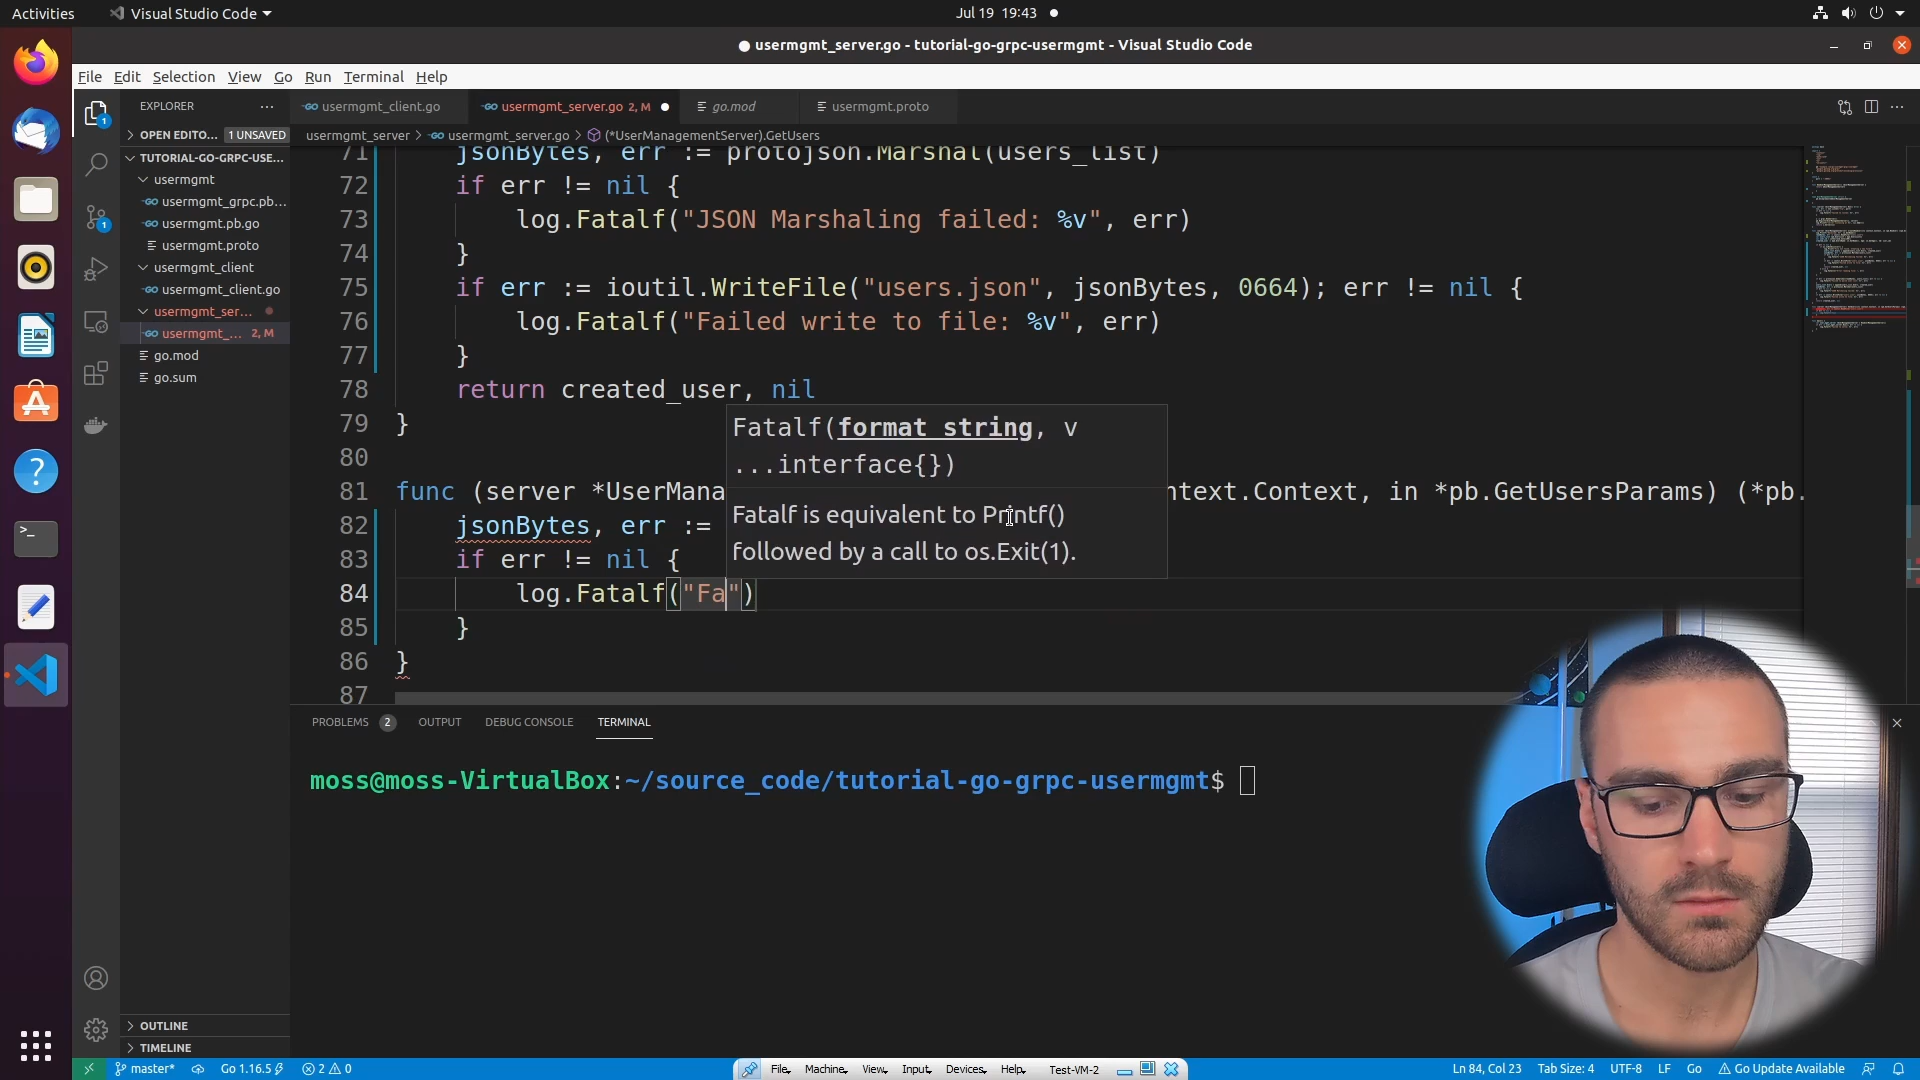 Activities
Visual Studio Code
Jul 19 19:43
usermgmt_server.go - tutorial-go-grpc-usermgmt - Visual Studio Code
File Edit Selection View Go Run Terminal Help
EXPLORER
usermgmt_client.go
usermgmt_server.go 2, M
go.mod
usermgmt.proto
OPEN EDITO... 1 UNSAVED
usermgmt_server > usermgmt_server.go > (*UserManagementServer).GetUsers
TUTORIAL-GO-GRPC-USE...
usermgmt
usermgmt_grpc.pb...
usermgmt.pb.go
usermgmt.proto
usermgmt_client
usermgmt_client.go
usermgmt_ser...
usermgmt_... 2, M
go.mod
go.sum
71 jsonBytes, err := protojson.Marshal(users_list)
72 if err != nil {
73 log.Fatalf("JSON Marshaling failed: %v", err)
74 }
75 if err := ioutil.WriteFile("users.json", jsonBytes, 0664); err != nil {
76 log.Fatalf("Failed write to file: %v", err)
77 }
78 return created_user, nil
79 }
80
81 func (server *UserMana
ntext.Context, in *pb.GetUsersParams) (*pb.
82 jsonBytes, err :=
83 if err != nil {
84 log.Fatalf("Fa")
85 }
86 }
87
Fatalf(format string, v
...interface{})
Fatalf is equivalent to Printf()
followed by a call to os.Exit(1).
PROBLEMS 2 OUTPUT DEBUG CONSOLE TERMINAL
moss@moss-VirtualBox:~/source_code/tutorial-go-grpc-usermgmt$
OUTLINE
TIMELINE
master* Go 1.16.5 2 0
File Machine View Input Devices Help Test-VM-2
Ln 84, Col 23 Tab Size: 4 UTF-8 LF Go Go Update Available